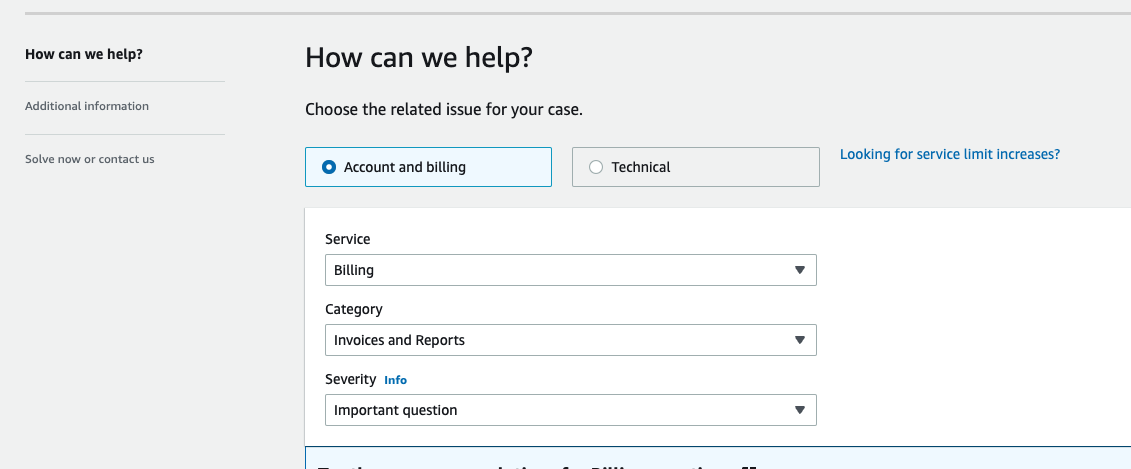 How can we help?
Additional information
Solve now or contact us
How can we help?
Choose the related issue for your case.
Account and billing
Technical
Looking for service limit increases?
Service
Billing
Category
Invoices and Reports
Severity Info
Important question